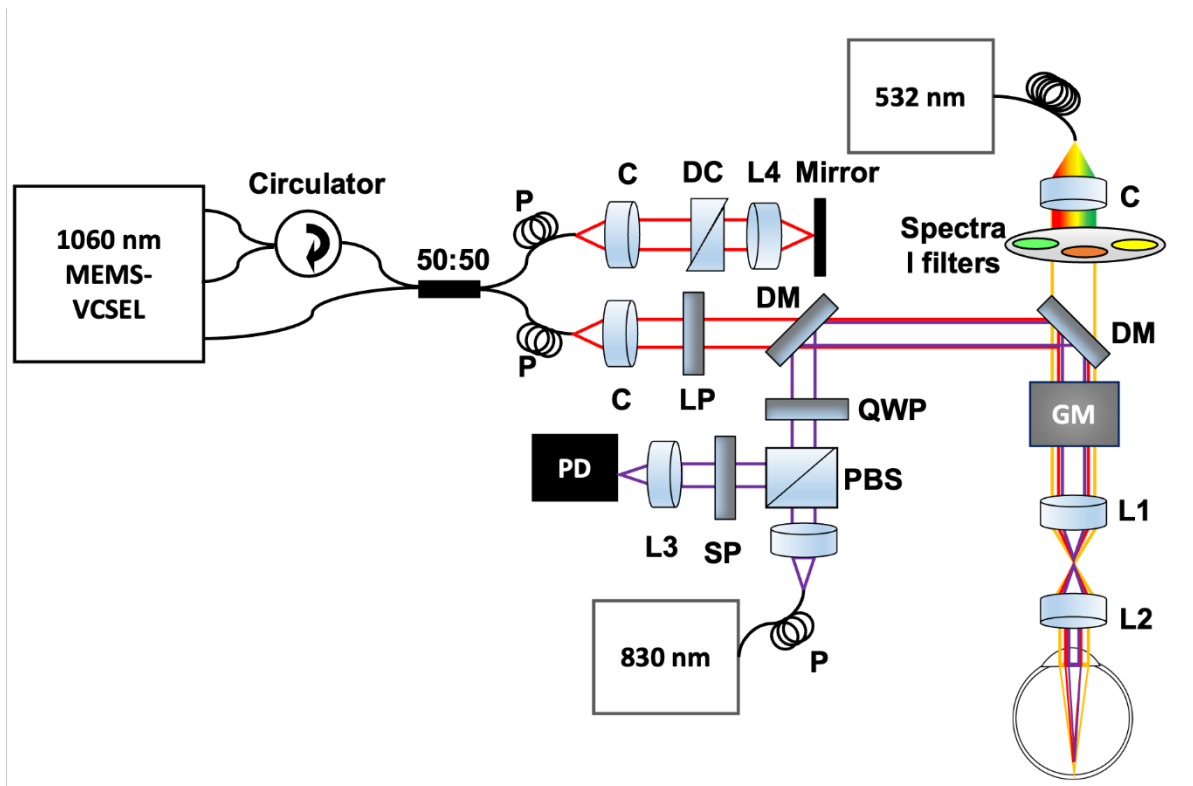 532 nm
Circulator
C
DC
L4
Mirror
P
C
1060 nm
MEMS-
VCSEL
50:50
Spectra
l filters
DM
DM
P
C
LP
QWP
GM
PD
PBS
L1
L3
SP
L2
830 nm
P